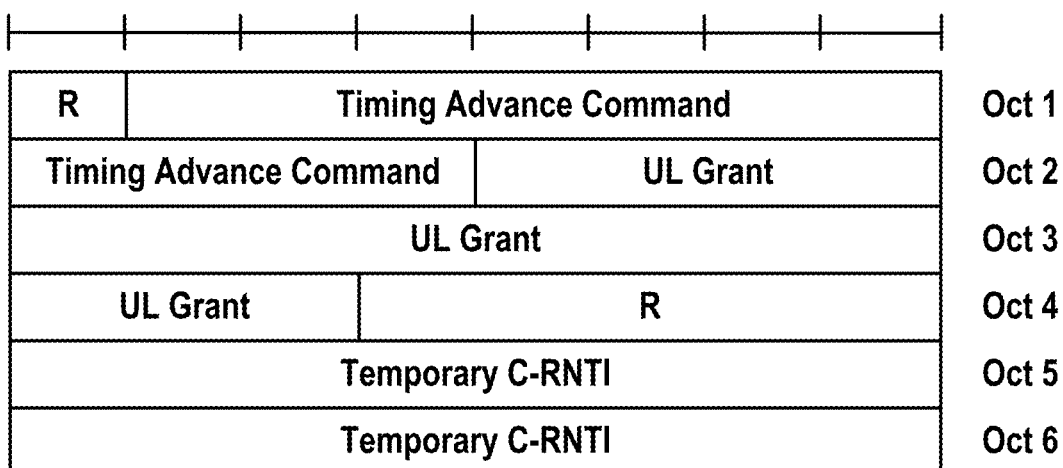 R Timing Advance Command Oct 1
Timing Advance Command UL Grant Oct 2
UL Grant Oct 3
UL Grant R Oct 4
Temporary C-RNTI Oct 5
Temporary C-RNTI Oct 6